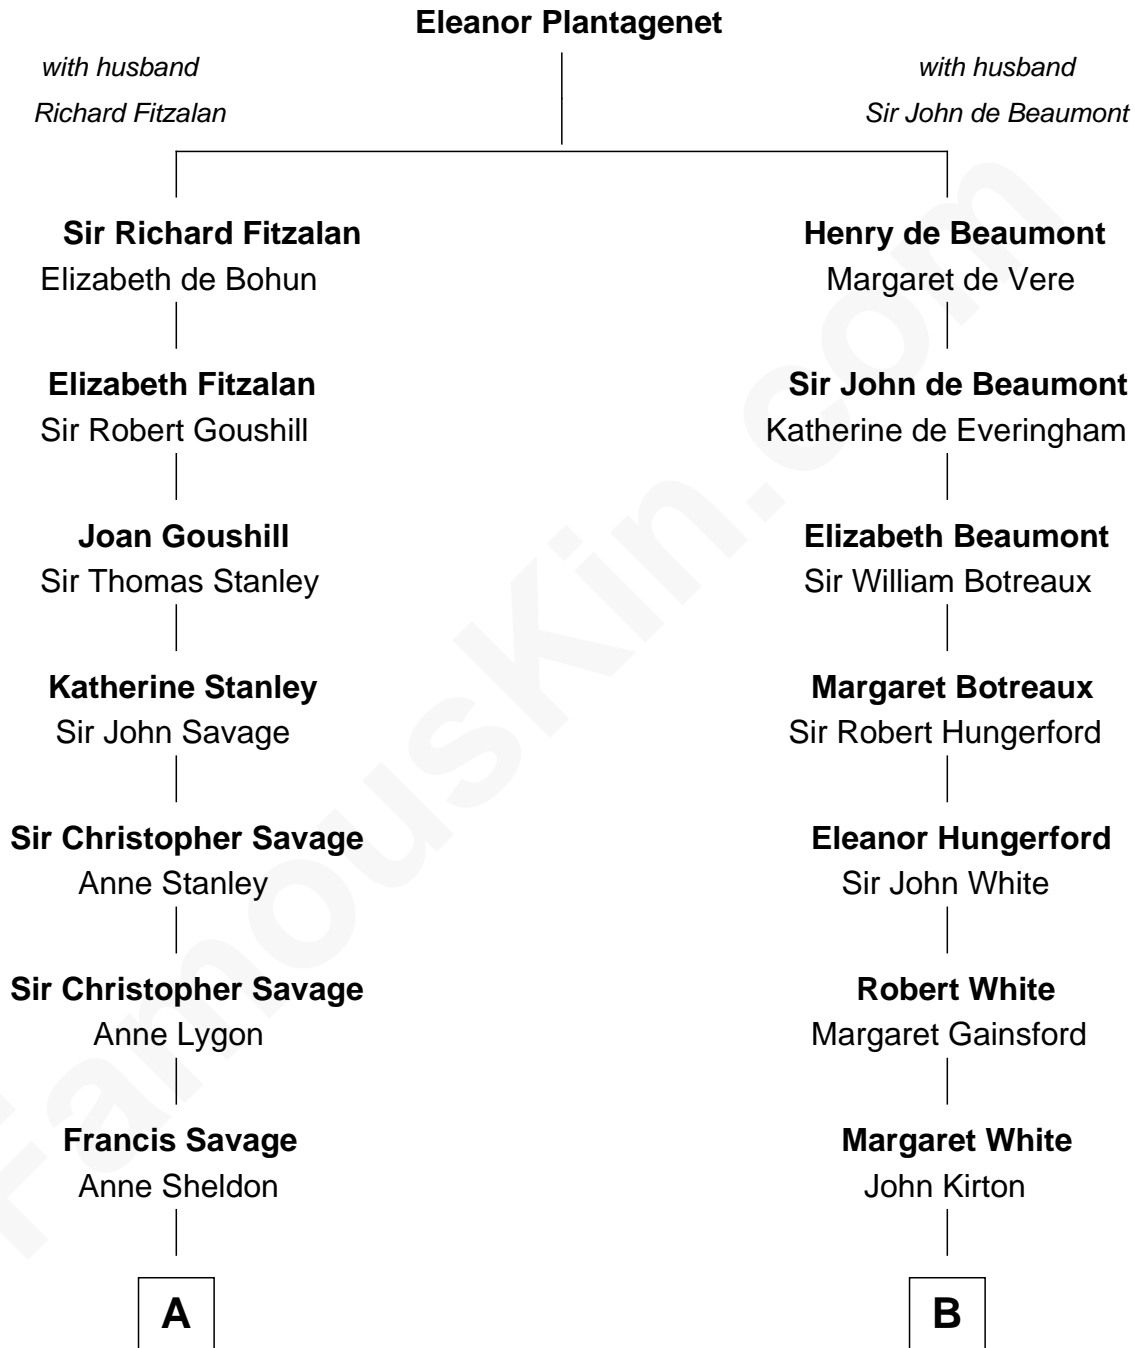 Eleanor Plantagenet
with husband
Richard Fitzalan
with husband
Sir John de Beaumont
Sir Richard Fitzalan
Elizabeth de Bohun
Henry de Beaumont
Margaret de Vere
Elizabeth Fitzalan
Sir Robert Goushill
Sir John de Beaumont
Katherine de Everingham
Joan Goushill
Sir Thomas Stanley
Elizabeth Beaumont
Sir William Botreaux
Katherine Stanley
Sir John Savage
Margaret Botreaux
Sir Robert Hungerford
Sir Christopher Savage
Anne Stanley
Eleanor Hungerford
Sir John White
Sir Christopher Savage
Anne Lygon
Robert White
Margaret Gainsford
Francis Savage
Anne Sheldon
Margaret White
John Kirton
A
B
FamousKin.com